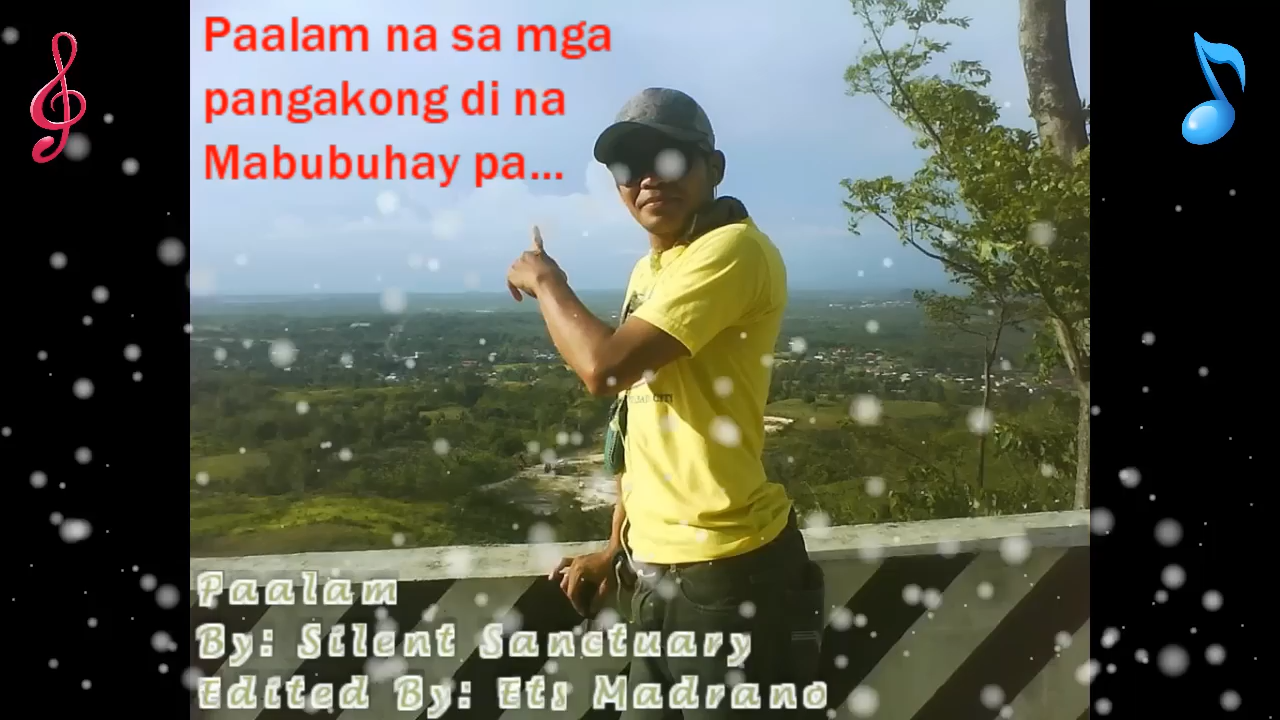 Paalam na sa mga
pangakong di na
Mabubuhay pa...
Paalam
By: Silent Sanctuary
Edited By: Ets Madrano